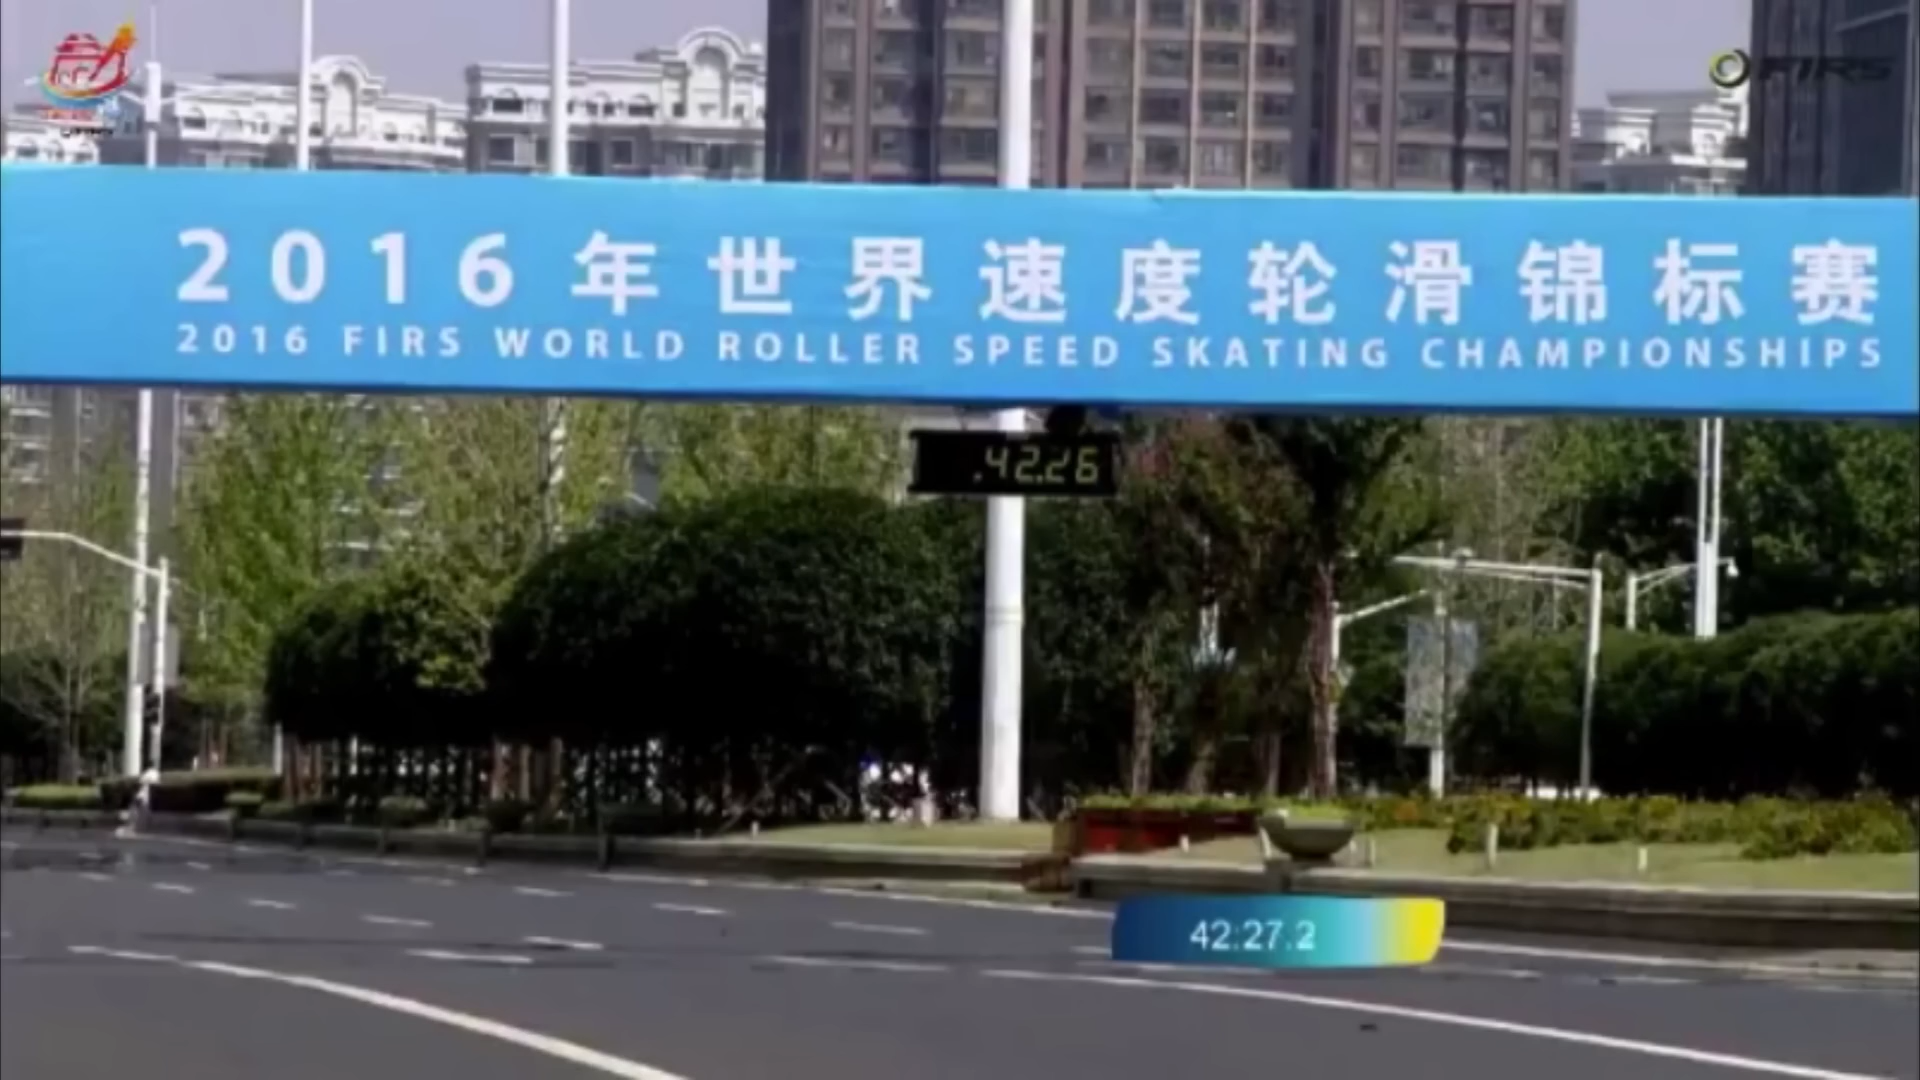 FIRS
2016年世界速度轮滑锦标赛
2016 FIRS WORLD ROLLER SPEED SKATING CHAMPIONSHIPS
.42.26
42:27.2